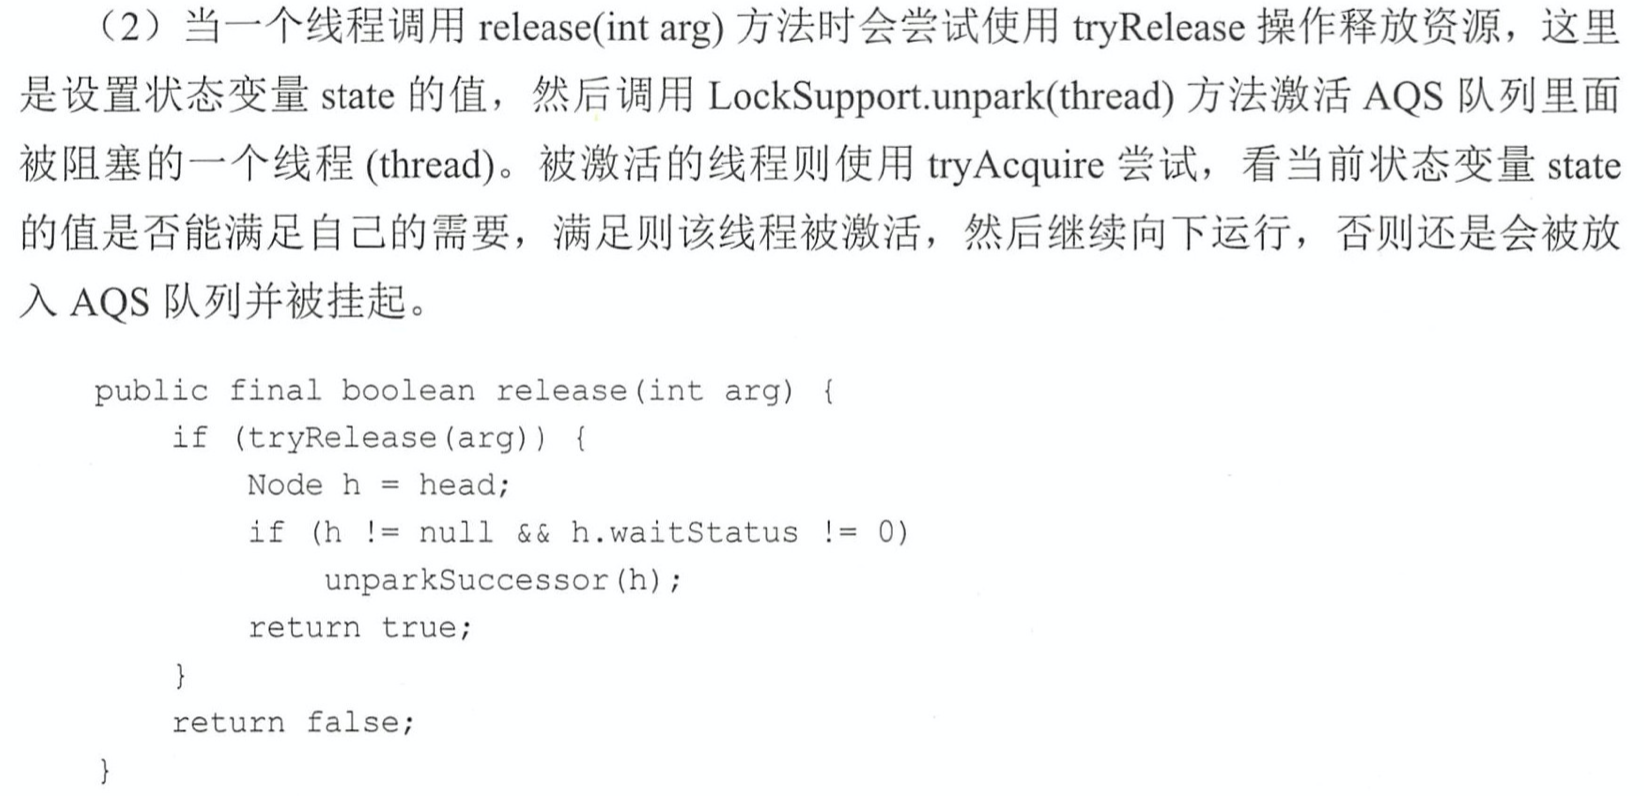 （2）当一个线程调用 release(int arg) 方法时会尝试使用 tryRelease 操作释放资源，这里
是设置状态变量 state 的值，然后调用 LockSupport.unpark(thread) 方法激活 AQS 队列里面
被阻塞的一个线程 (thread)。被激活的线程则使用 tryAcquire 尝试，看当前状态变量 state
的值是否能满足自己的需要，满足则该线程被激活，然后继续向下运行，否则还是会被放
入 AQS 队列并被挂起。
public final boolean release(int arg) {
if (tryRelease(arg)) {
Node h = head;
if (h != null && h.waitStatus != 0)
unparkSuccessor(h);
return true;
}
return false;
}